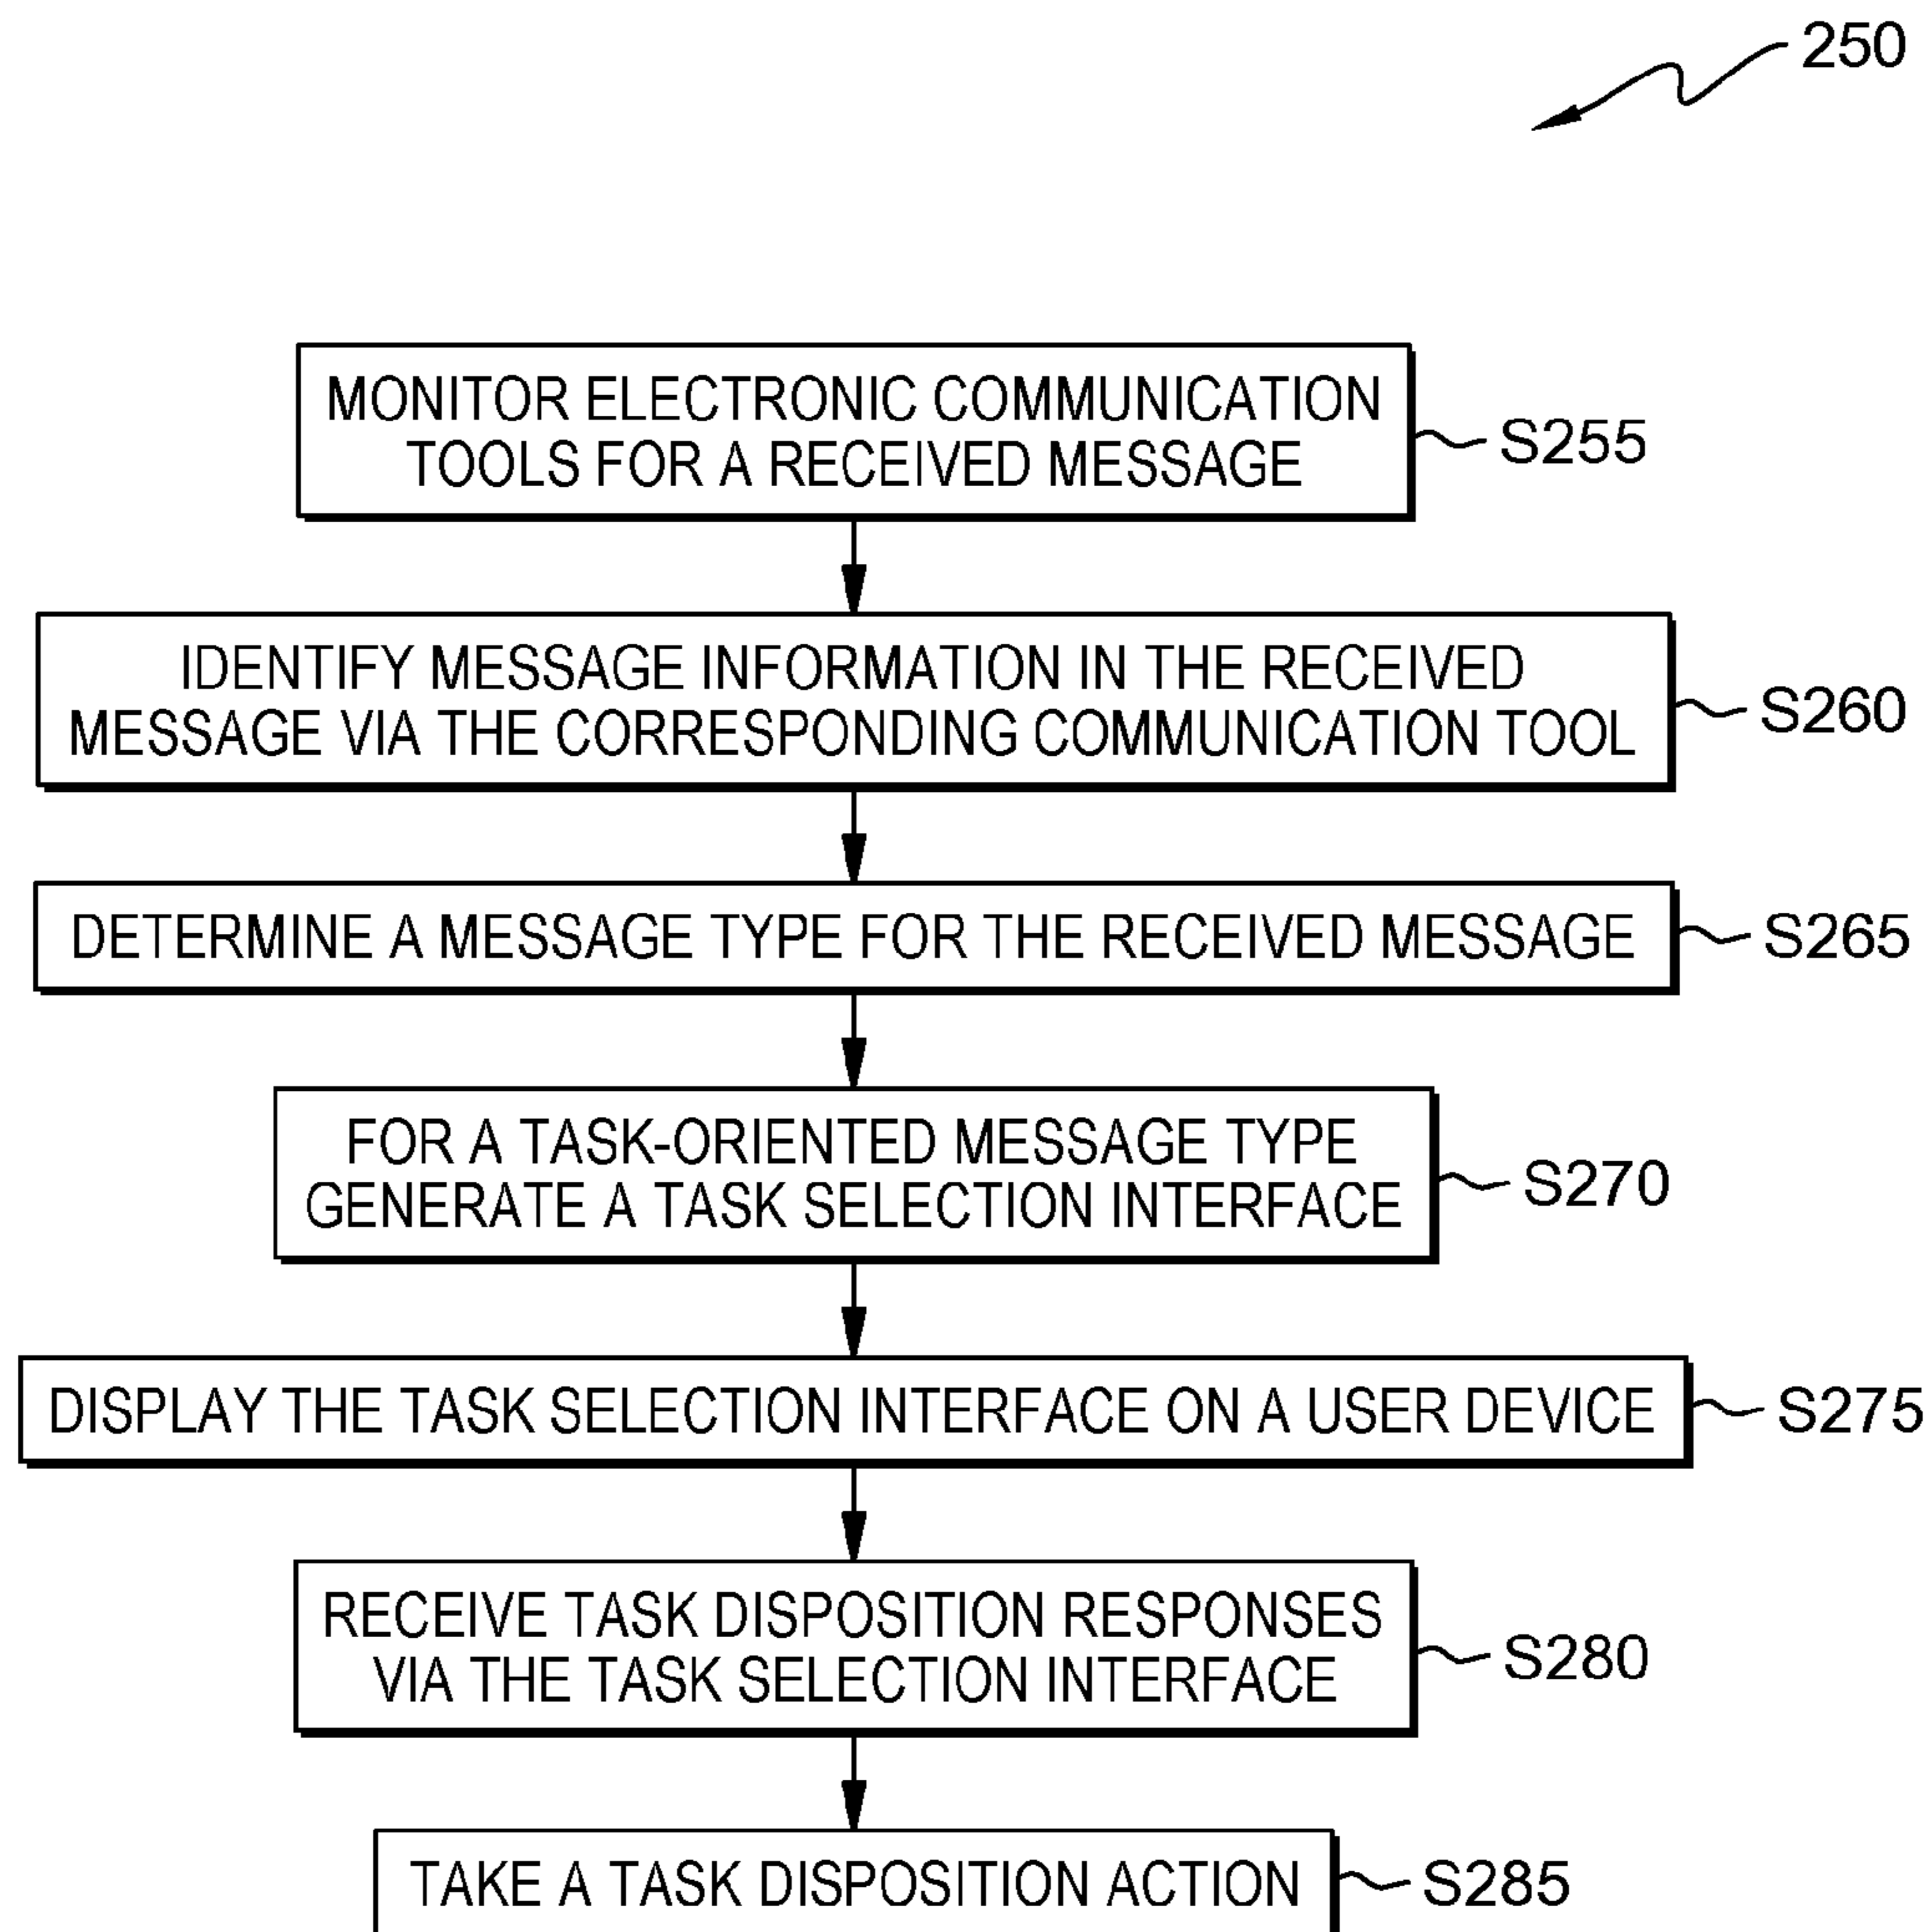 250
MONITOR ELECTRONIC COMMUNICATION
TOOLS FOR A RECEIVED MESSAGE
S255
IDENTIFY MESSAGE INFORMATION IN THE RECEIVED
MESSAGE VIA THE CORRESPONDING COMMUNICATION TOOL
S260
DETERMINE A MESSAGE TYPE FOR THE RECEIVED MESSAGE
S265
FOR A TASK-ORIENTED MESSAGE TYPE
GENERATE A TASK SELECTION INTERFACE
S270
DISPLAY THE TASK SELECTION INTERFACE ON A USER DEVICE
S275
RECEIVE TASK DISPOSITION RESPONSES
VIA THE TASK SELECTION INTERFACE
S280
TAKE A TASK DISPOSITION ACTION
S285